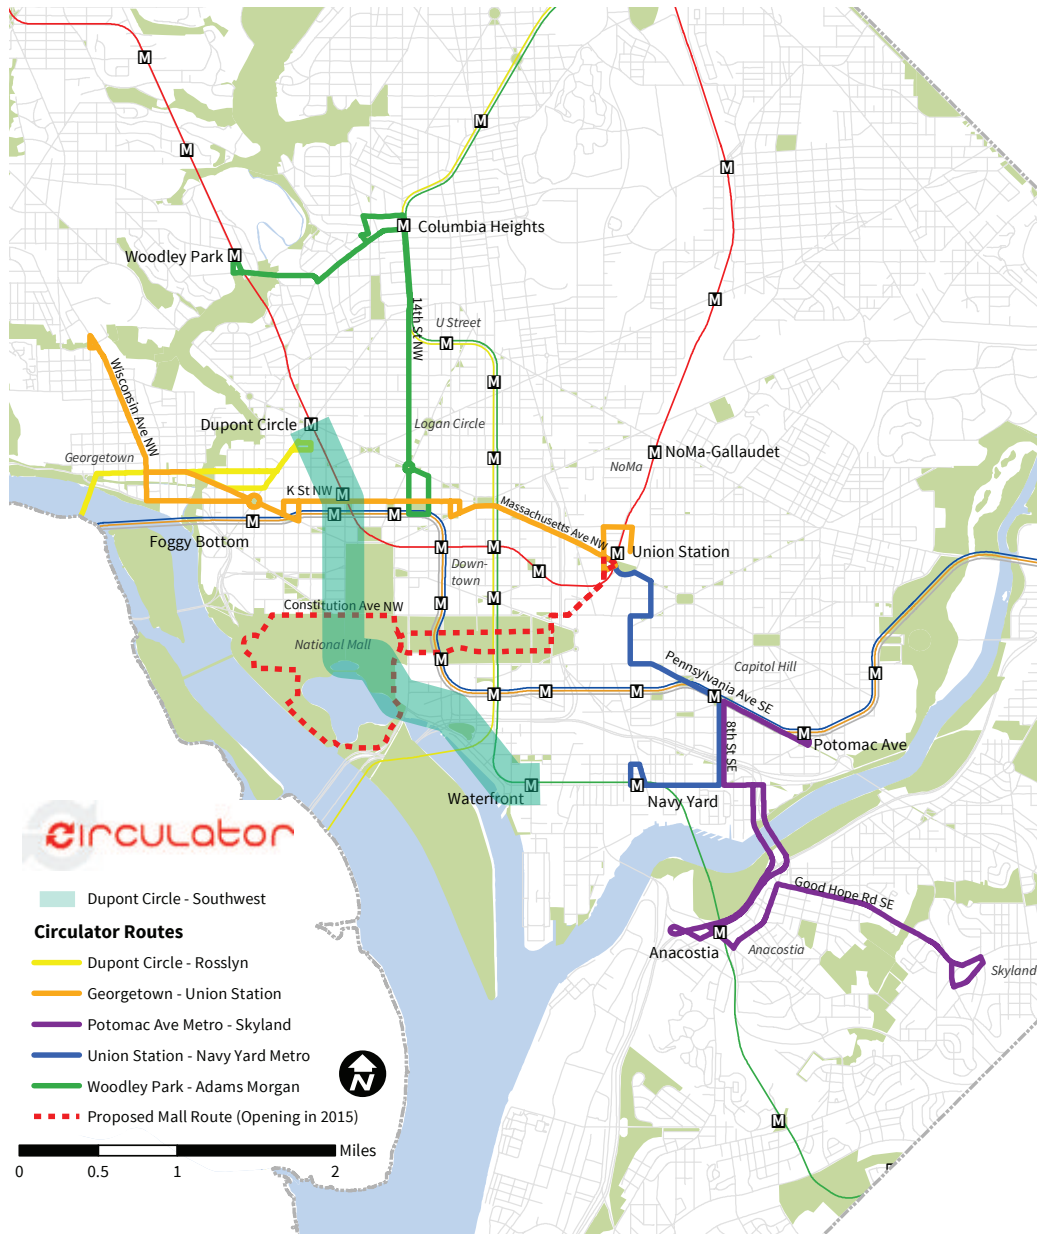 M
M
M
M
M Columbia Heights
Woodley Park M
M
14th St NW
U Street
M
M
Wisconsin Ave NW
Dupont Circle M
Logan Circle
Georgetown
M
M NoMa-Gallaudet
NoMa
K St NW M
Massachusetts Ave NW
M
M
M
Foggy Bottom
M
M
M Union Station
Down-
town
M
M
M
Constitution Ave NW
National Mall
M
Pennsylvania Ave SE
Capitol Hill
M
M
M
M
M
M
M
Potomac Ave
8th St SE
Waterfront M
M
Navy Yard
Good Hope Rd SE
M
Anacostia
Anacostia
Skyland
M
circulator
Dupont Circle - Southwest
Circulator Routes
Dupont Circle - Rosslyn
Georgetown - Union Station
Potomac Ave Metro - Skyland
Union Station - Navy Yard Metro
Woodley Park - Adams Morgan
Proposed Mall Route (Opening in 2015)
N
Miles
0 0.5 1 2